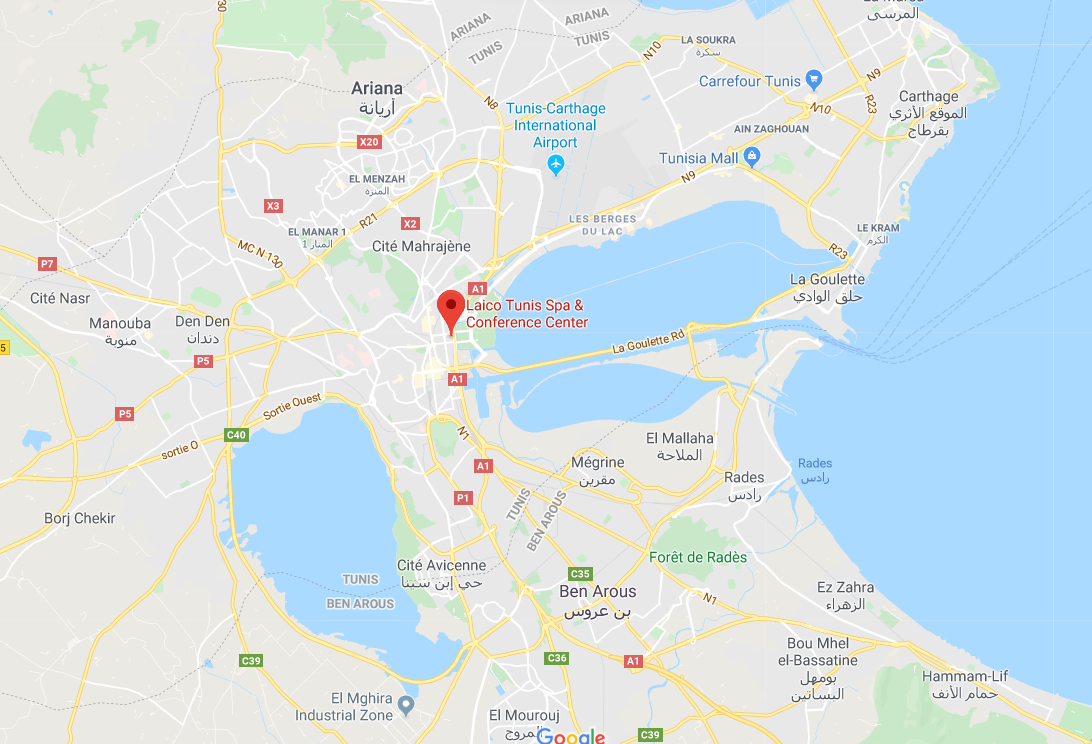 La Marsa
المرسى
ARIANA
TUNIS
ARIANA
TUNIS
30
N10
LA SOUKRA
سكرة
Carrefour Tunis
N9
R23
N10
Ariana
أريانة
N8
Tunis-Carthage
International
Airport
Carthage
الموقع الأثري
بقرطاج
AIN ZAGHOUAN
X20
Tunisia Mall
N9
EL MENZAH
المنزه
X3
X2
R21
LES BERGES
DU LAC
EL MANAR 1
المنار 1
Cité Mahrajène
LE KRAM
الكرم
MC N 130
R23
P7
La Goulette
حلق الوادي
A1
Cité Nasr
Laico Tunis Spa &
Conference Center
Manouba
منوبة
Den Den
دندان
La Goulette Rd
5
P5
A1
Sortie Ouest
P5
C40
sortie O
N1
El Mallaha
الملاحة
A1
Mégrine
مقرين
Rades
رادس
Rades
رادس
P1
TUNIS
BEN AROUS
Borj Chekir
Forêt de Radès
Cité Avicenne
حي إبن سينا
C35
TUNIS
BEN AROUS
Ben Arous
بن عروس
N1
Ez Zahra
الزهراء
Bou Mhel
el-Bassatine
بومهل
البساتين
C39
C36
A1
Hammam-Lif
حمام الأنف
El Mghira
Industrial Zone
El Mourouj
المروج
Google
C39